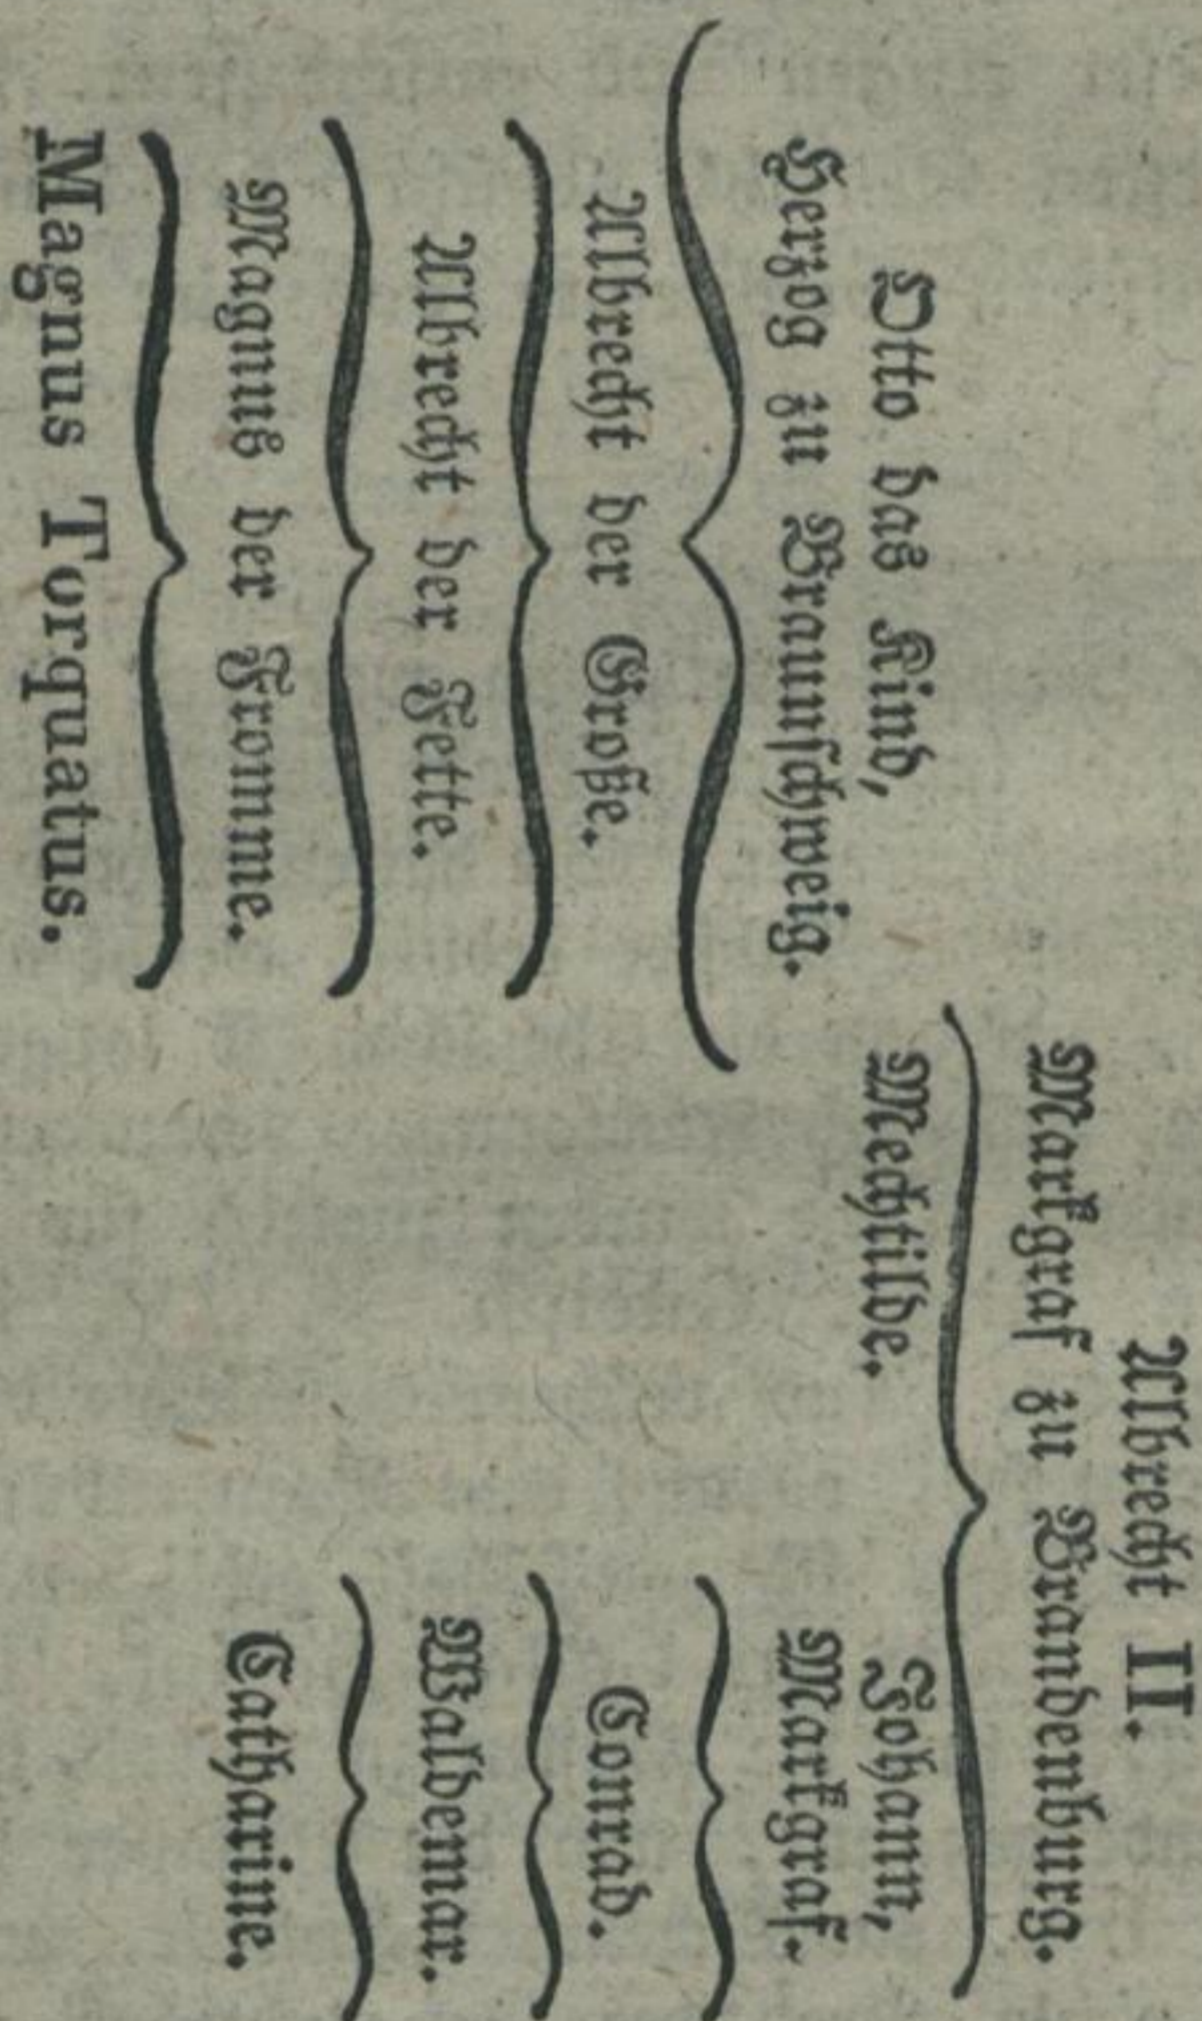 Albrecht II.
Markgraf zu Brandenburg.
Otto das Kind, Mechtilde. Johann,
Herzog zu Braunschweig. Markgraf.
Albrecht der Große. Conrad.
Albrecht der Fette. Waldemar.
Magnus der Fromme. Catharine.
Magnus Torquatus.